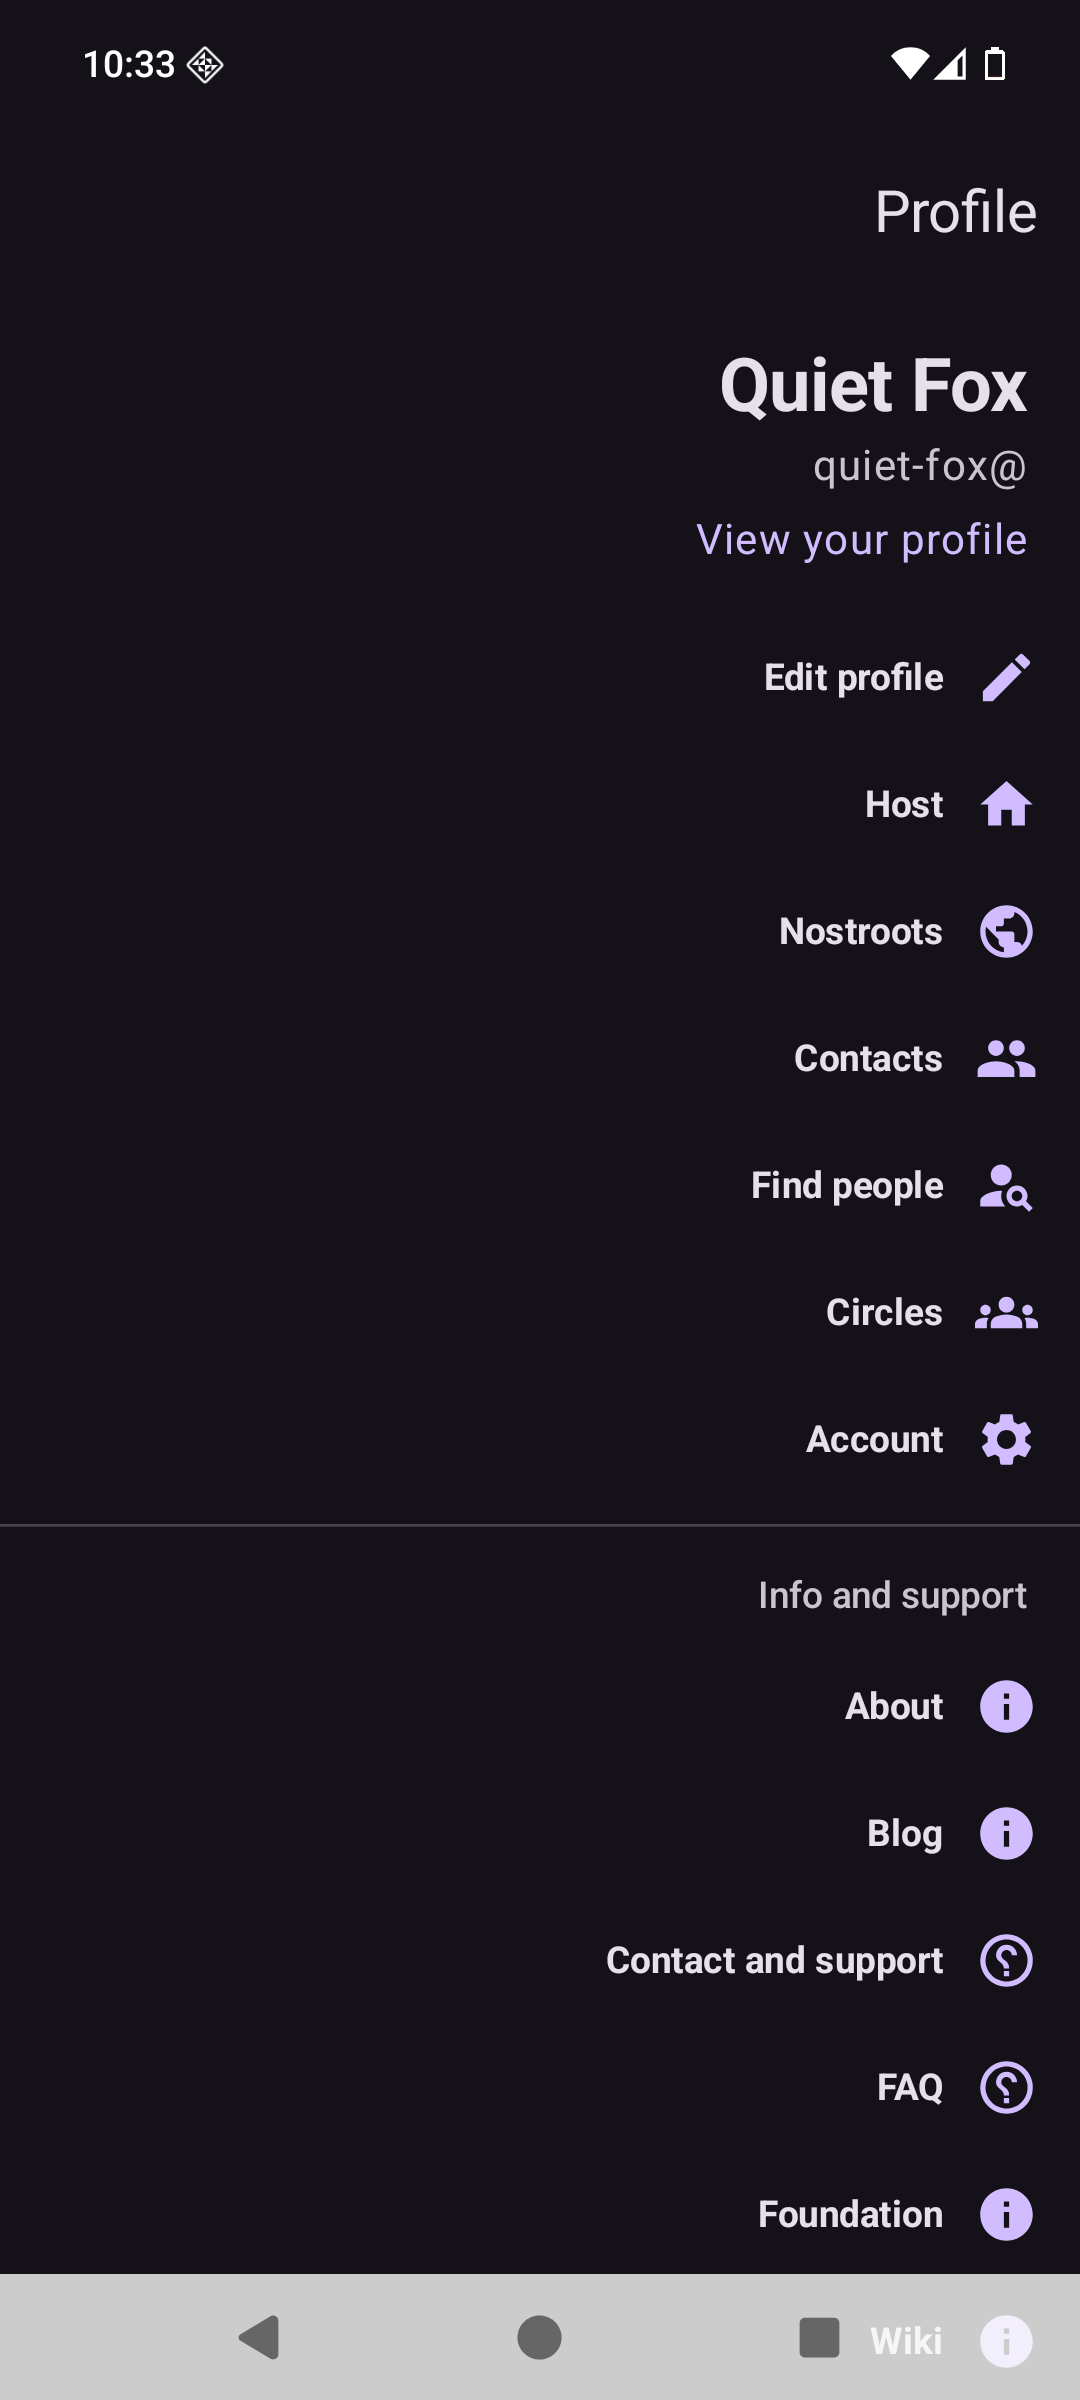 10:33
Profile
Quiet Fox
quiet-fox@
View your profile
Edit profile
Host
Nostroots
Contacts
Find people
Circles
Account
Info and support
About
Blog
Contact and support
FAQ
Foundation
Wiki